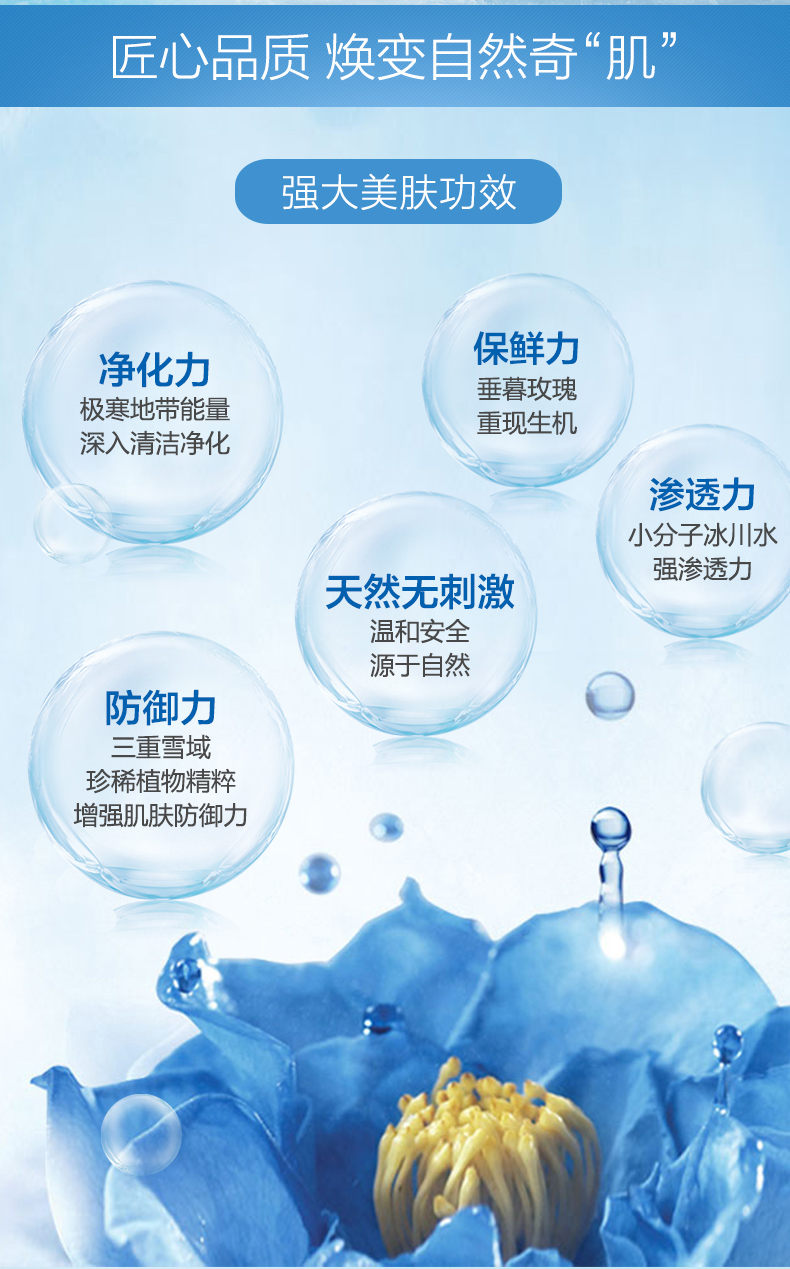 匠心品质 焕变自然奇“肌”
强大美肤功效
净化力
极寒地带能量
深入清洁净化
保鲜力
垂暮玫瑰
重现生机
渗透力
小分子冰川水
强渗透力
天然无刺激
温和安全
源于自然
防御力
三重雪域
珍稀植物精粹
增强肌肤防御力